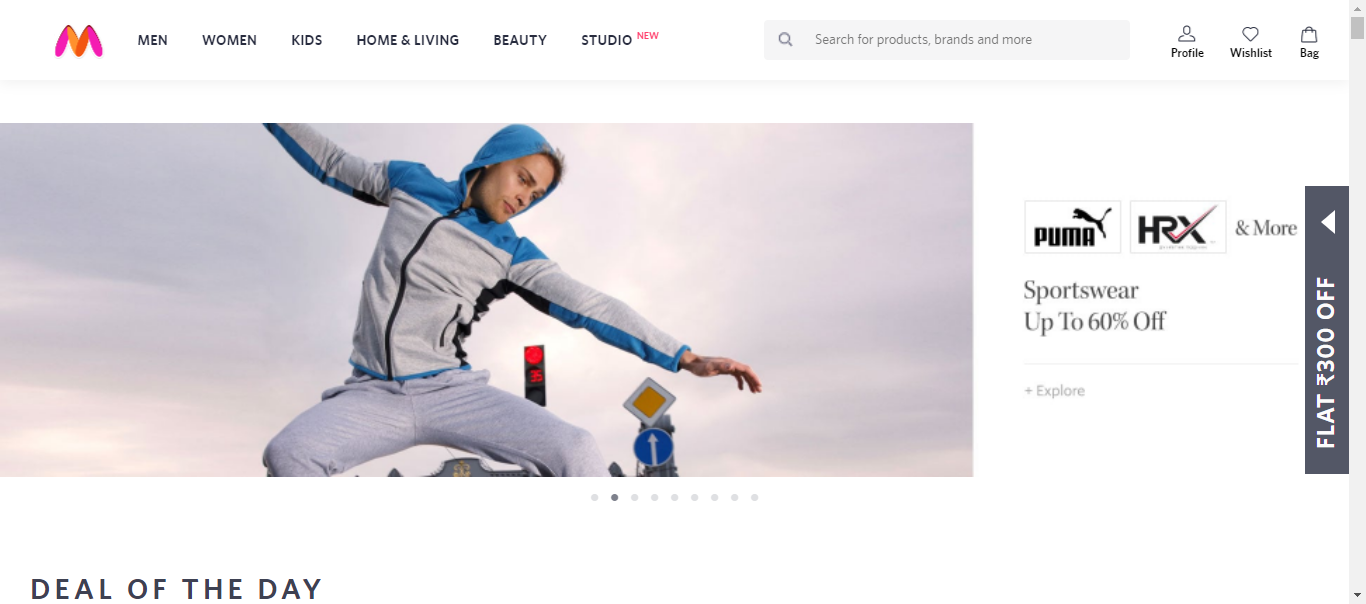 MEN WOMEN KIDS HOME & LIVING BEAUTY STUDIO NEW
Search for products, brands and more
Profile Wishlist Bag
PUMA HRX & More
Sportswear
Up To 60% Off
+ Explore
FLAT ₹300 OFF
35
DEAL OF THE DAY